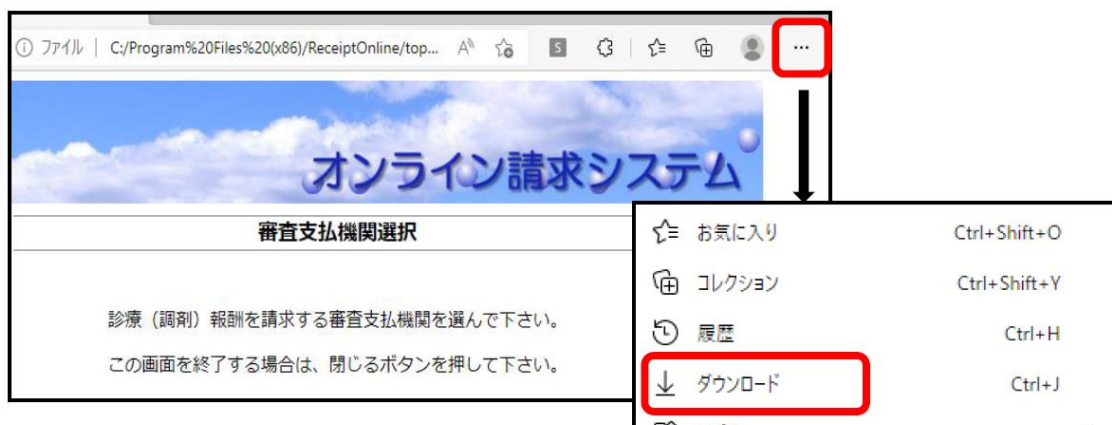 ファイル | C:/Program%20Files%20(x86)/ReceiptOnline/top... A S ...
オンライン請求システム
審査支払機関選択
診療（調剤）報酬を請求する審査支払機関を選んで下さい。
この画面を終了する場合は、閉じるボタンを押して下さい。
お気に入り Ctrl+Shift+O
コレクション Ctrl+Shift+Y
履歴 Ctrl+H
ダウンロード Ctrl+J